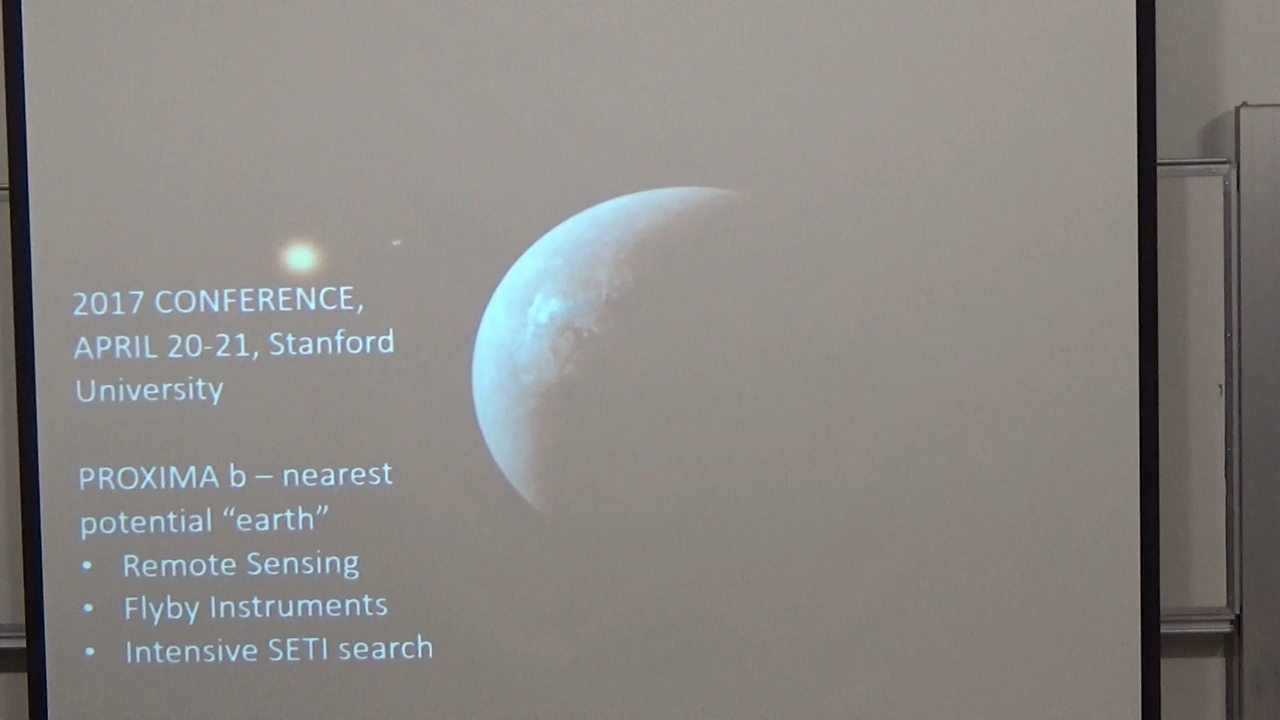 2017 CONFERENCE,
APRIL 20-21, Stanford
University
PROXIMA b – nearest
potential “earth”
• Remote Sensing
• Flyby Instruments
• Intensive SETI search